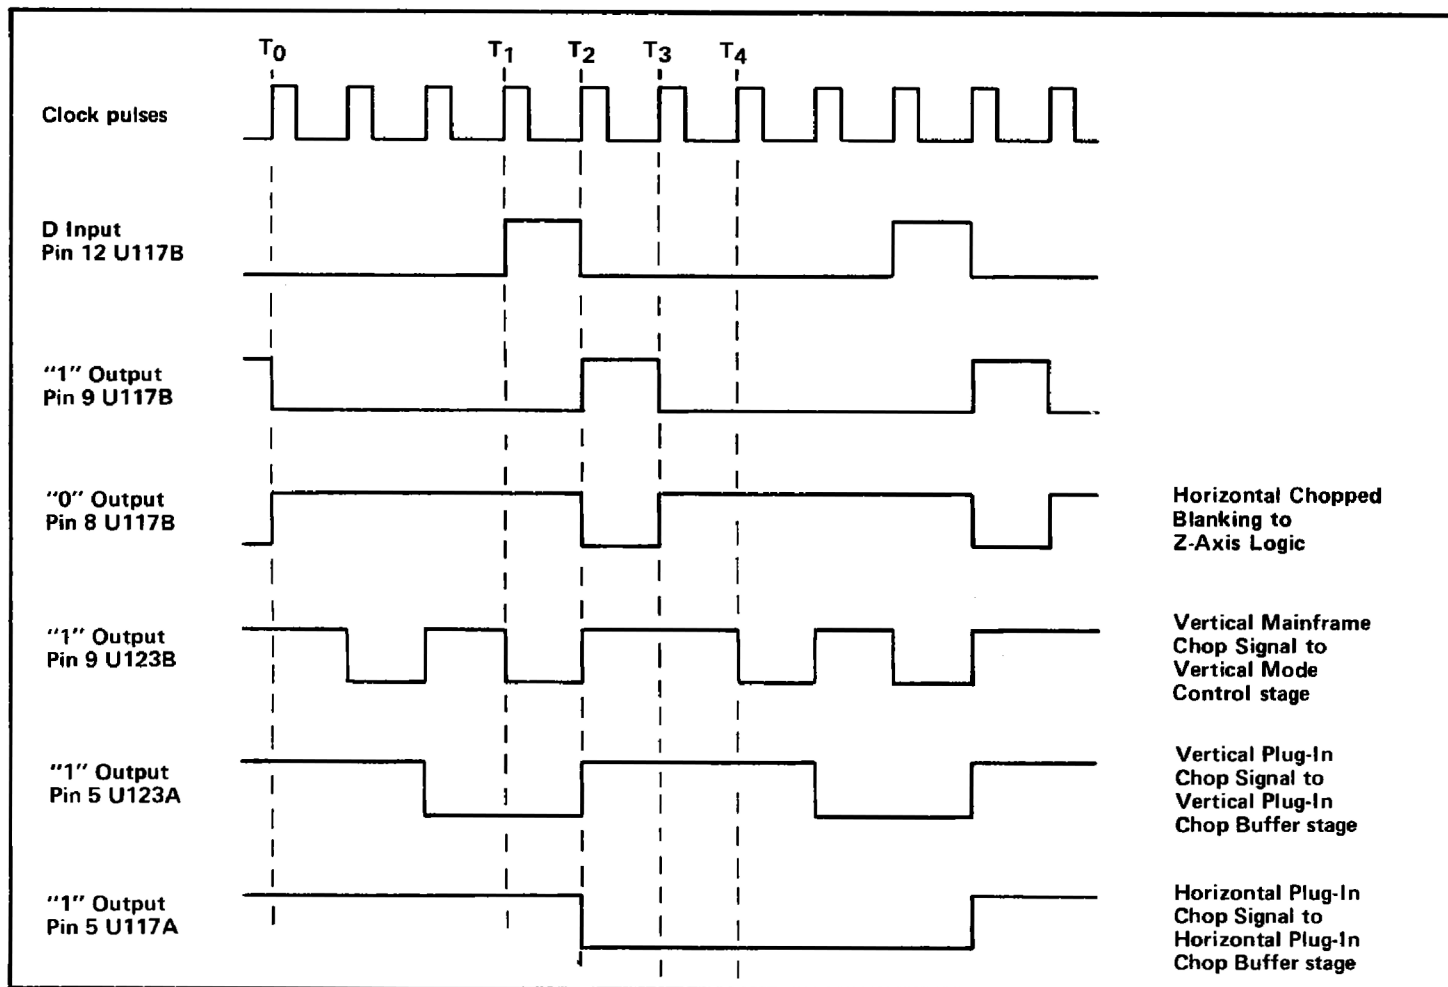 T0 T1 T2 T3 T4
Clock pulses
D Input
Pin 12 U117B
“1” Output
Pin 9 U117B
“0” Output
Pin 8 U117B
Horizontal Chopped
Blanking to
Z-Axis Logic
“1” Output
Pin 9 U123B
Vertical Mainframe
Chop Signal to
Vertical Mode
Control stage
“1” Output
Pin 5 U123A
Vertical Plug-In
Chop Signal to
Vertical Plug-In
Chop Buffer stage
“1” Output
Pin 5 U117A
Horizontal Plug-In
Chop Signal to
Horizontal Plug-In
Chop Buffer stage